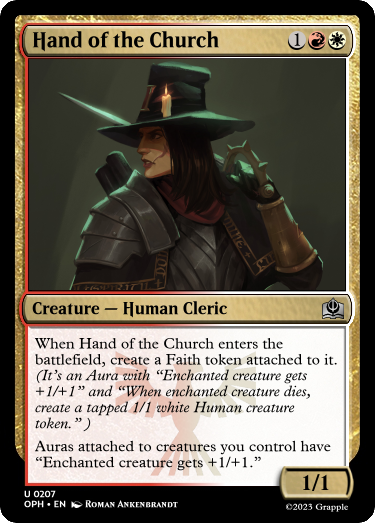 Hand of the Church 1
Creature — Human Cleric
When Hand of the Church enters the
battlefield, create a Faith token attached to it.
(It's an Aura with “Enchanted creature gets
+1/+1” and “When enchanted creature dies,
create a tapped 1/1 white Human creature
token.” )
Auras attached to creatures you control have
“Enchanted creature gets +1/+1.”
1/1
U 0207
OPH • EN Roman Ankenbrandt
©2023 Grapple